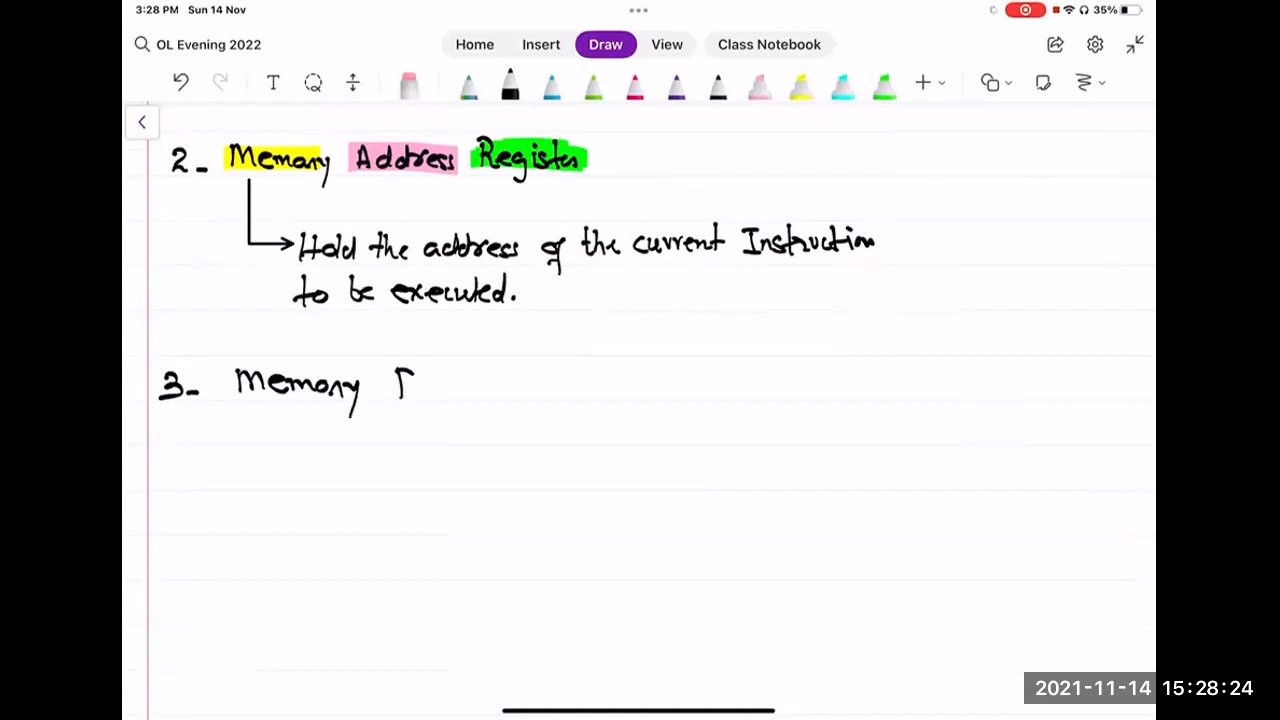 3:28 PM Sun 14 Nov
35%
OL Evening 2022
Home Insert Draw View Class Notebook
T
2- Memory Address Register
Hold the address of the current Instruction
to be executed.
3- Memory
2021-11-14 15:28:24